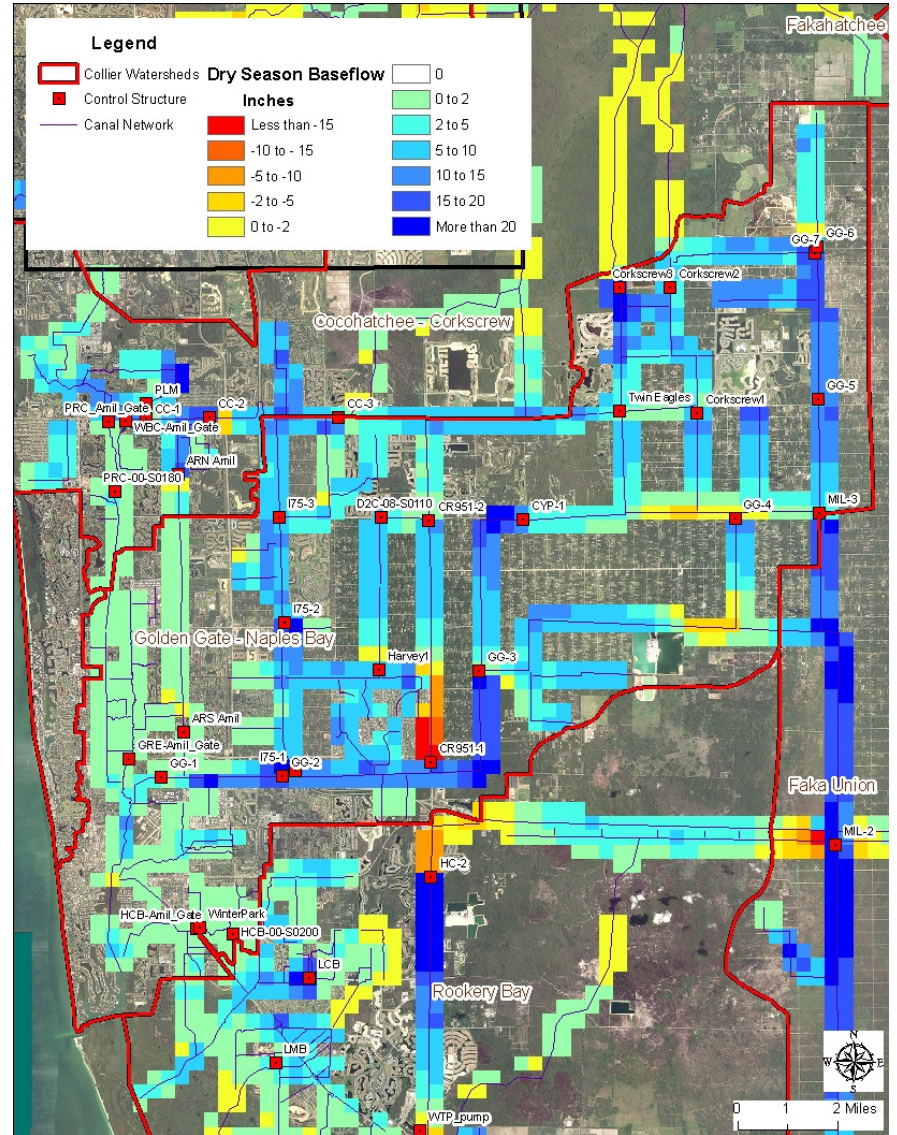 Fakahatchee
Legend
Collier Watersheds
Control Structure
Canal Network
Dry Season Baseflow
Inches
Less than -15
-10 to - 15
-5 to -10
-2 to -5
0 to -2
0
0 to 2
2 to 5
5 to 10
10 to 15
15 to 20
More than 20
GG-6
GG-7
Corkscrew3
Corkscrew2
Cocohatchee - Corkscrew
PLM
PRC_Amil_Gate
CC-1
CC-2
CC-3
Twin Eagles
Corkscrew1
GG-5
WBC-Amil_Gate
ARN Amil
PRC-00-S0180
I75-3
D2C-08-S0110
CR951-2
CYP-1
GG-4
MIL-3
I75-2
Golden Gate - Naples Bay
Harvey1
GG-3
ARS Amil
GRE-Amil_Gate
GG-1
I75-1
GG-2
CR951-1
Faka Union
MIL-2
HC-2
HCB-Amil_Gate
WinterPark
HCB-00-S0200
LCB
Rookery Bay
LMB
WTP_pump
N
W
E
S
0 1 2 Miles